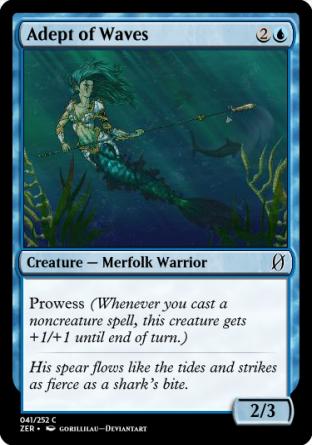 Adept of Waves 2
Creature — Merfolk Warrior
Prowess (Whenever you cast a
noncreature spell, this creature gets
+1/+1 until end of turn.)
His spear flows like the tides and strikes
as fierce as a shark's bite.
2/3
041/252 C
ZER • GORILLILAU—DEVIANTART